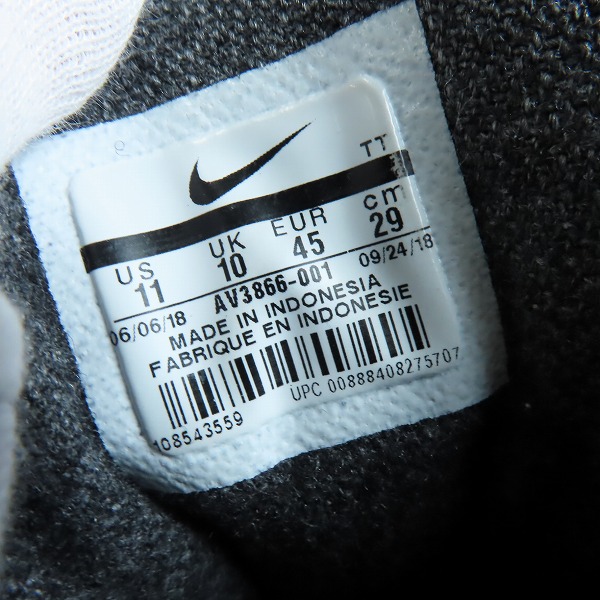 TT
US UK EUR cm
11 10 45 29
06/06/18 AV3866-001 09/24/18
MADE IN INDONESIA
FABRIQUE EN INDONESIE
108543559 UPC 00888408275707